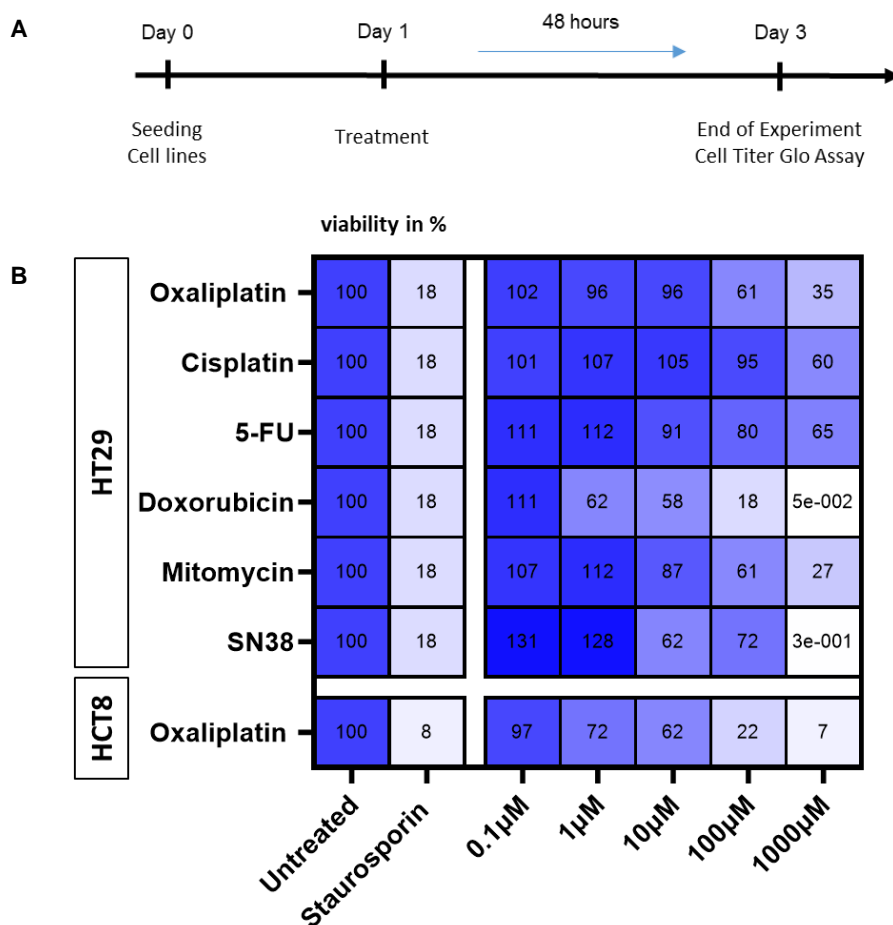 A
Day 0
Day 1
48 hours
Day 3
Seeding
Cell lines
Treatment
End of Experiment
Cell Titer Glo Assay
viability in %
B
HT29
Oxaliplatin 100 18 102 96 96 61 35
Cisplatin 100 18 101 107 105 95 60
5-FU 100 18 111 112 91 80 65
Doxorubicin 100 18 111 62 58 18 5e-002
Mitomycin 100 18 107 112 87 61 27
SN38 100 18 131 128 62 72 3e-001
HCT8
Oxaliplatin 100 8 97 72 62 22 7
Untreated Staurosporin 0.1µM 1µM 10µM 100µM 1000µM